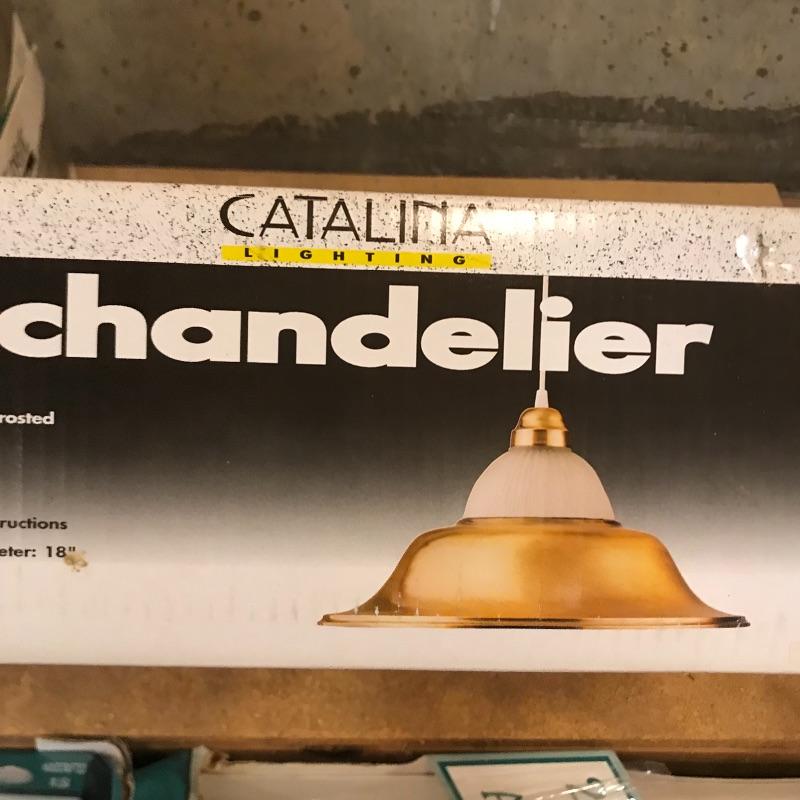 CATALINA
LIGHTING
chandelier
rosted
ructions
eter: 18"